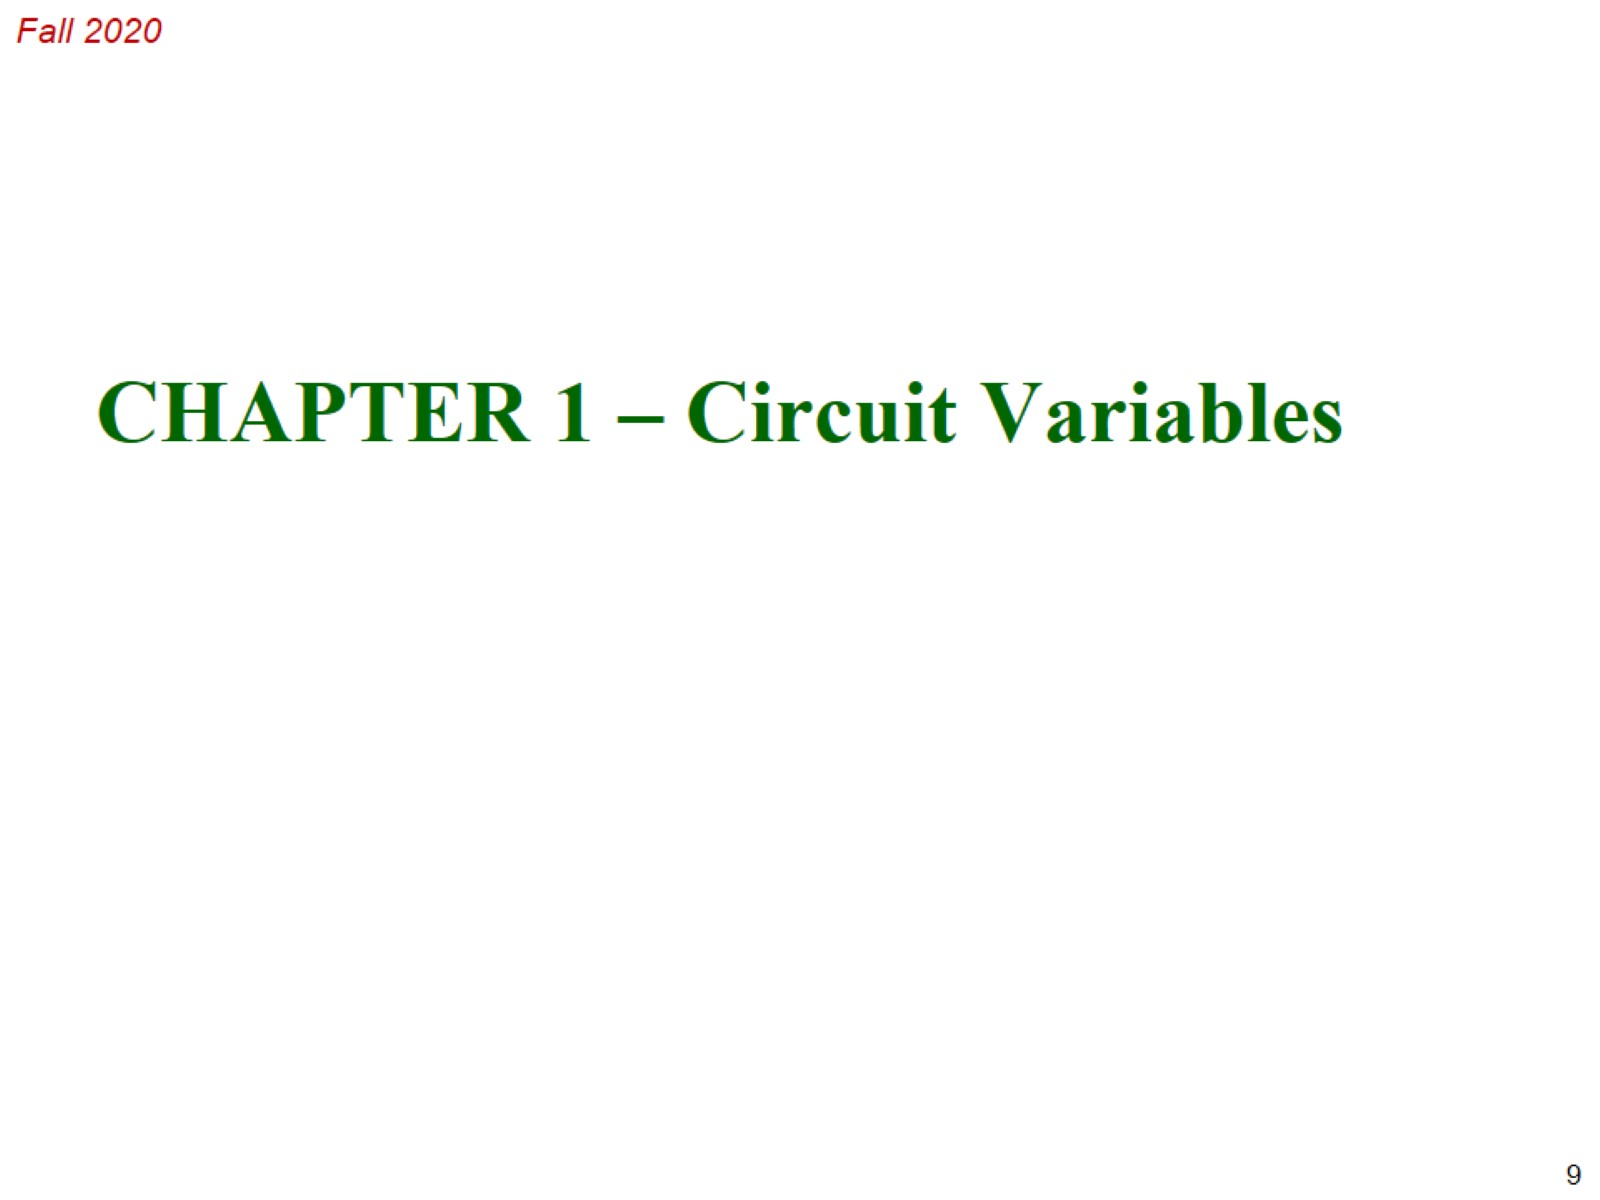 Fall 2020
CHAPTER 1 – Circuit Variables
9